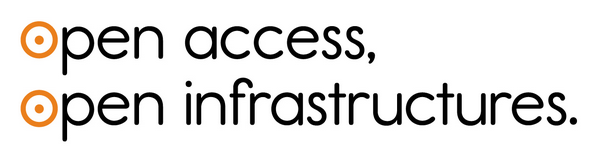 open access,
open infrastructures.